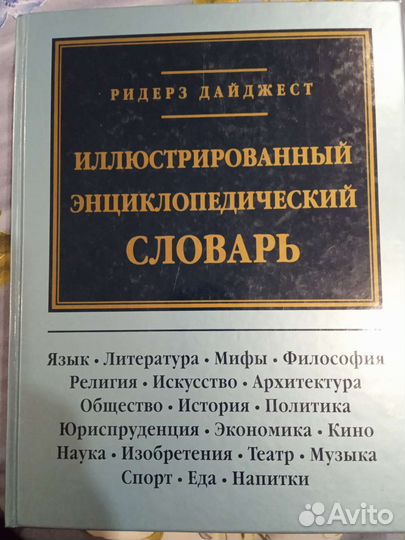 РИДЕРЗ ДАЙДЖЕСТ
ИЛЛЮСТРИРОВАННЫЙ
ЭНЦИКЛОПЕДИЧЕСКИЙ
СЛОВАРЬ
Язык • Литература • Мифы • Философия
Религия • Искусство • Архитектура
Общество • История • Политика
Юриспруденция • Экономика • Кино
Наука • Изобретения • Театр • Музыка
Спорт • Еда • Напитки
Avito